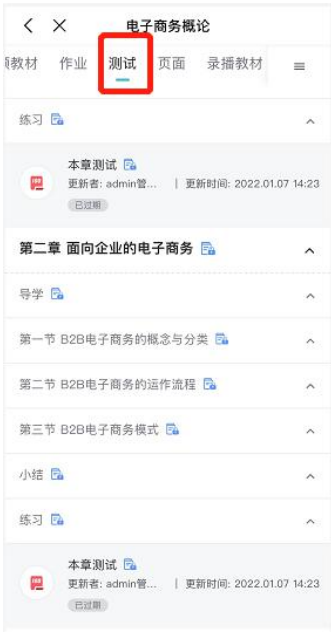 电子商务概论
频教材 作业 测试 页面 录播教材
练习
本章测试
更新者: admin管... | 更新时间: 2022.01.07 14:23
已过期
第二章 面向企业的电子商务
导学
第一节 B2B电子商务的概念与分类
第二节 B2B电子商务的运作流程
第三节 B2B电子商务模式
小结
练习
本章测试
更新者: admin管... | 更新时间: 2022.01.07 14:23
已过期